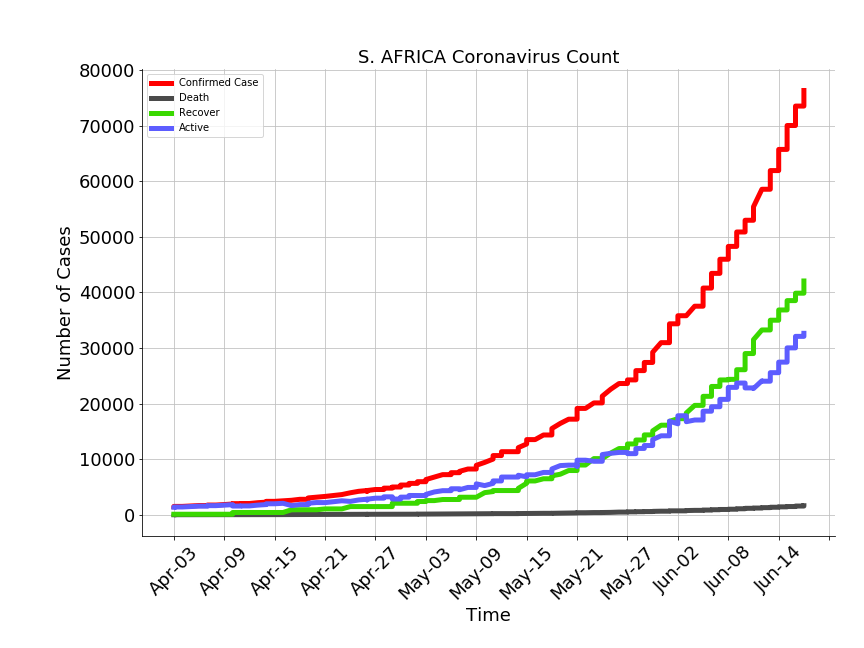 S. AFRICA Coronavirus Count
Confirmed Case
Death
Recover
Active
Number of Cases
80000
70000
60000
50000
40000
30000
20000
10000
0
Apr-03
Apr-09
Apr-15
Apr-21
Apr-27
May-03
May-09
May-15
May-21
May-27
Jun-02
Jun-08
Jun-14
Time